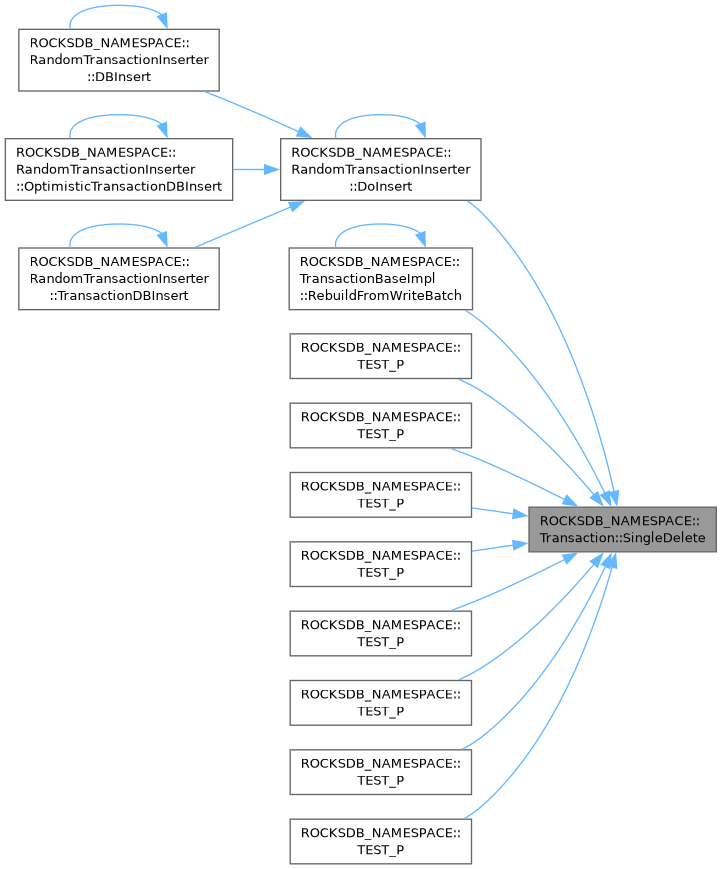 ROCKSDB_NAMESPACE::
RandomTransactionInserter
::DBInsert
ROCKSDB_NAMESPACE::
RandomTransactionInserter
::OptimisticTransactionDBInsert
ROCKSDB_NAMESPACE::
RandomTransactionInserter
::TransactionDBInsert
ROCKSDB_NAMESPACE::
RandomTransactionInserter
::DoInsert
ROCKSDB_NAMESPACE::
TransactionBaseImpl
::RebuildFromWriteBatch
ROCKSDB_NAMESPACE::
TEST_P
ROCKSDB_NAMESPACE::
TEST_P
ROCKSDB_NAMESPACE::
TEST_P
ROCKSDB_NAMESPACE::
TEST_P
ROCKSDB_NAMESPACE::
TEST_P
ROCKSDB_NAMESPACE::
TEST_P
ROCKSDB_NAMESPACE::
TEST_P
ROCKSDB_NAMESPACE::
TEST_P
ROCKSDB_NAMESPACE::
Transaction::SingleDelete